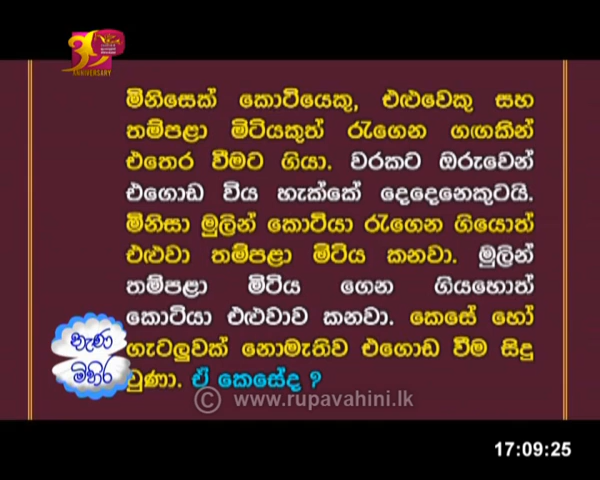 ANNIVERSARY
මිනිසෙක් කොටියෙකු, එළුවෙකු සහ
තම්පළා මිටියකුත් රැගෙන ගඟකින්
එතෙර වීමට ගියා. වරකට ඔරුවෙන්
එගොඩ විය හැක්කේ දෙදෙනෙකුටයි.
මිනිසා මුලින් කොටියා රැගෙන ගියොත්
එළුවා තම්පළා මිටිය කනවා. මුලින්
තම්පළා මිටිය ගෙන ගියහොත්
කොටියා එළුවාව කනවා. කෙසේ හෝ
ගැටලුවක් නොමැතිව එගොඩ වීම සිදු
වුණා. ඒ කෙසේද ?
නැණ
මිහිර
© www.rupavahini.lk
17:09:25